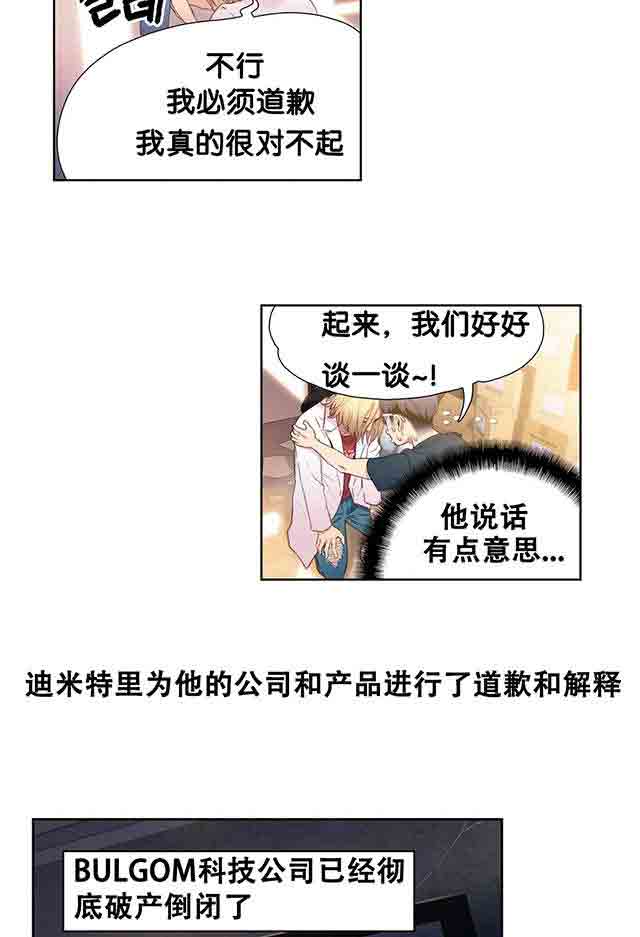 不行
我必须道歉
我真的很对不起
起来，我们好好
谈一谈~!
他说话
有点意思...
迪米特里为他的公司和产品进行了道歉和解释
BULGOM科技公司已经彻
底破产倒闭了